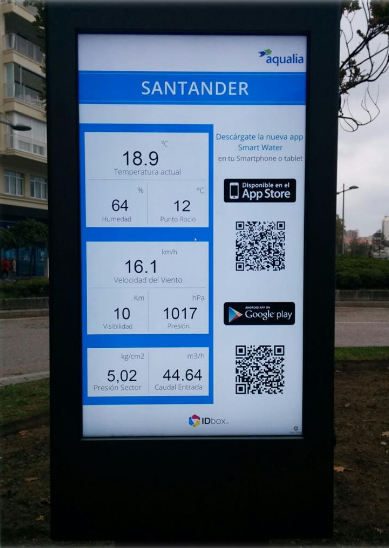 aqualia
SANTANDER
°C
18.9
Temperatura actual
%
64
Humedad
°C
12
Punto Rocío
km/h
16.1
Velocidad del Viento
Km
10
Visibilidad
hPa
1017
Presión
kg/cm2
5,02
Presión Sector
m3/h
44.64
Caudal Entrada
Descárgate la nueva app
Smart Water
en tu Smartphone o tablet
Disponible en el
App Store
ANDROID APP ON
Google play
IDbox